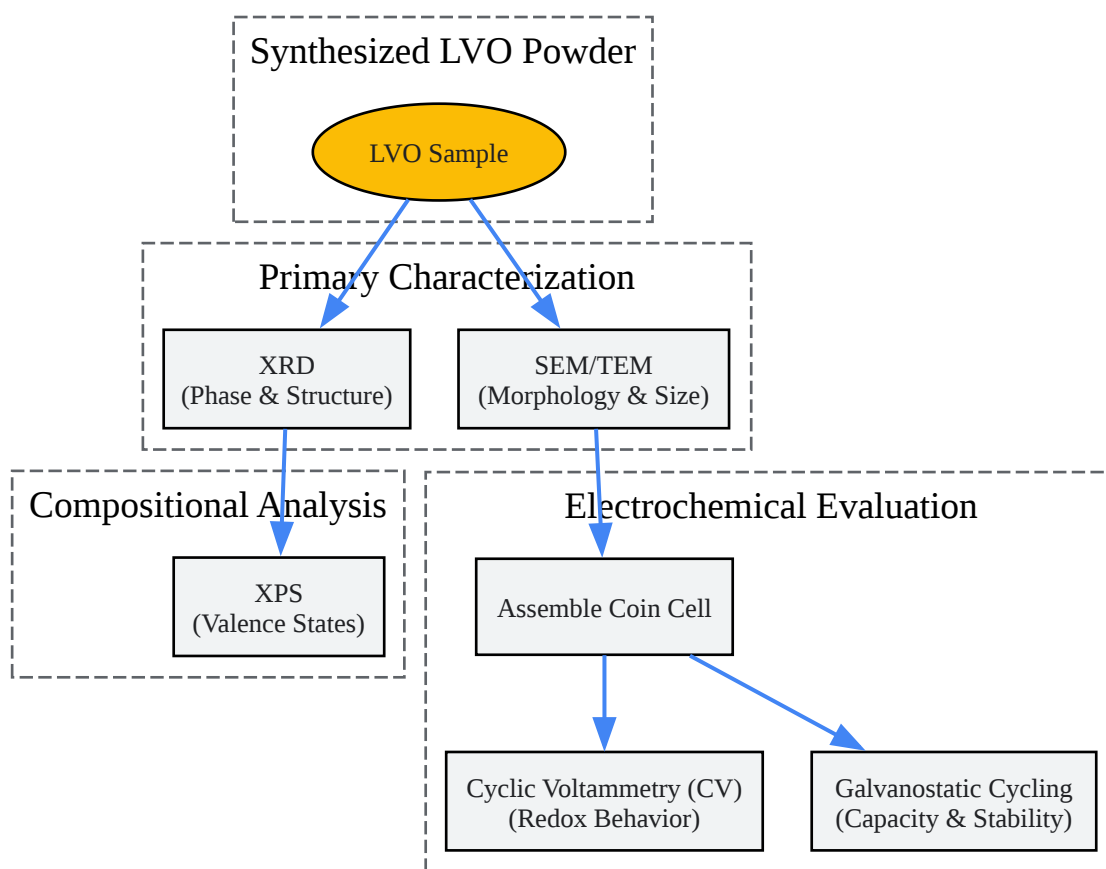 Synthesized LVO Powder
LVO Sample
Primary Characterization
XRD
(Phase & Structure)
SEM/TEM
(Morphology & Size)
Compositional Analysis
XPS
(Valence States)
Electrochemical Evaluation
Assemble Coin Cell
Cyclic Voltammetry (CV)
(Redox Behavior)
Galvanostatic Cycling
(Capacity & Stability)